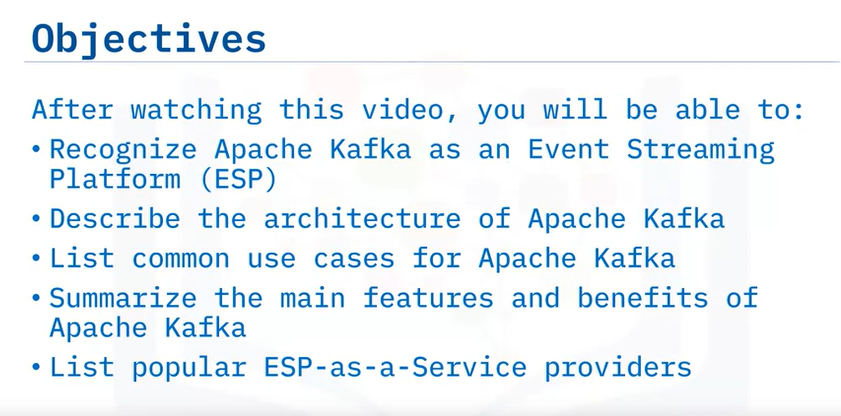 Objectives
After watching this video, you will be able to:
• Recognize Apache Kafka as an Event Streaming
Platform (ESP)
• Describe the architecture of Apache Kafka
• List common use cases for Apache Kafka
• Summarize the main features and benefits of
Apache Kafka
• List popular ESP-as-a-Service providers